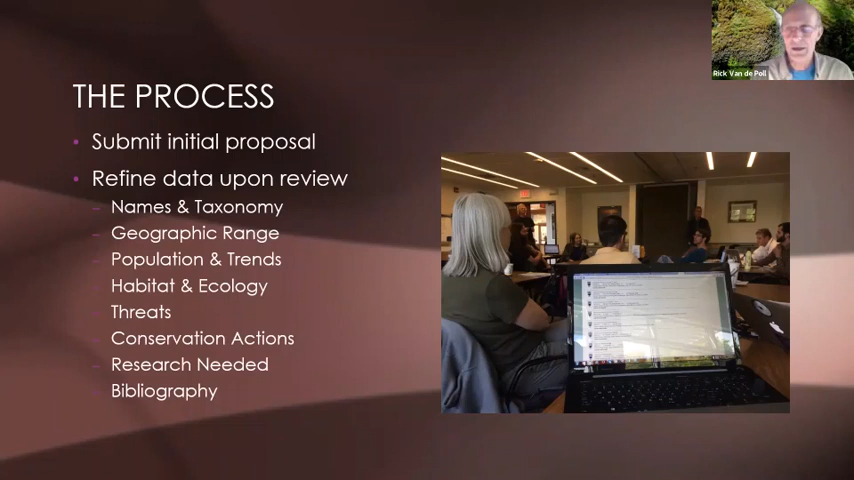 Rick Van de Poll
THE PROCESS
• Submit initial proposal
• Refine data upon review
– Names & Taxonomy
– Geographic Range
– Population & Trends
– Habitat & Ecology
– Threats
– Conservation Actions
– Research Needed
– Bibliography